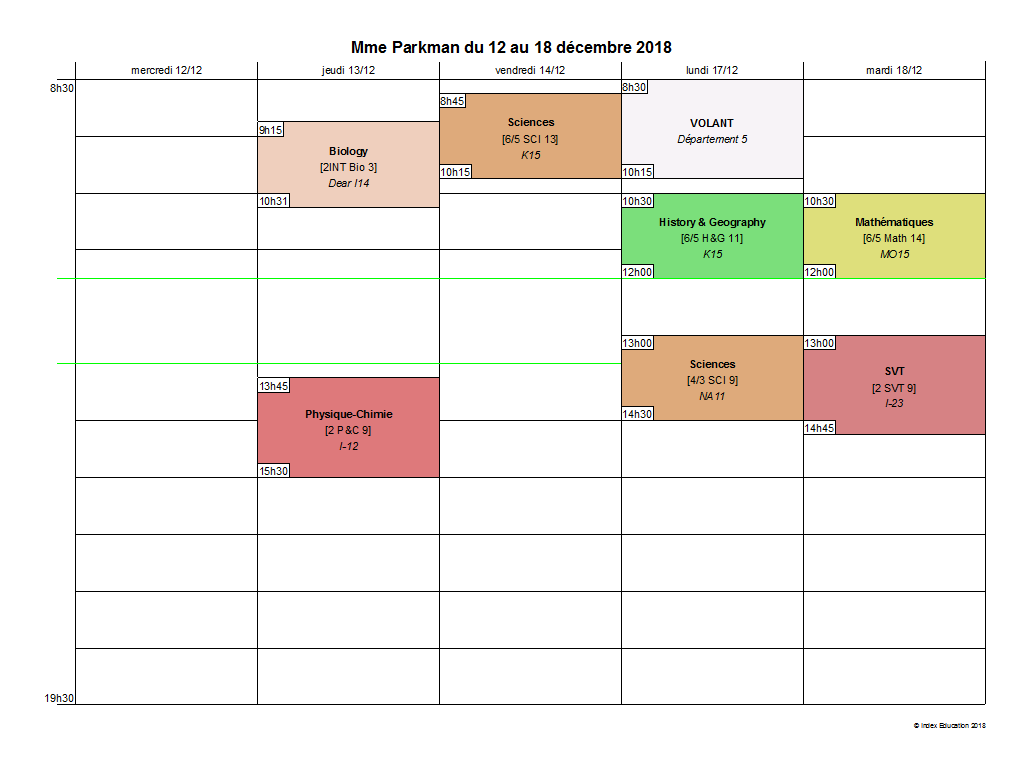 Mme Parkman du 12 au 18 décembre 2018
mercredi 12/12
jeudi 13/12
vendredi 14/12
lundi 17/12
mardi 18/12
8h30
9h15
Biology
[2INT Bio 3]
Dear I14
10h31
13h45
Physique-Chimie
[2 P&C 9]
I-12
15h30
8h45
Sciences
[6/5 SCI 13]
K15
10h15
8h30
VOLANT
Département 5
10h15
10h30
History & Geography
[6/5 H&G 11]
K15
12h00
13h00
Sciences
[4/3 SCI 9]
NA11
14h30
10h30
Mathématiques
[6/5 Math 14]
MO15
12h00
13h00
SVT
[2 SVT 9]
I-23
14h45
19h30
© Index Education 2018